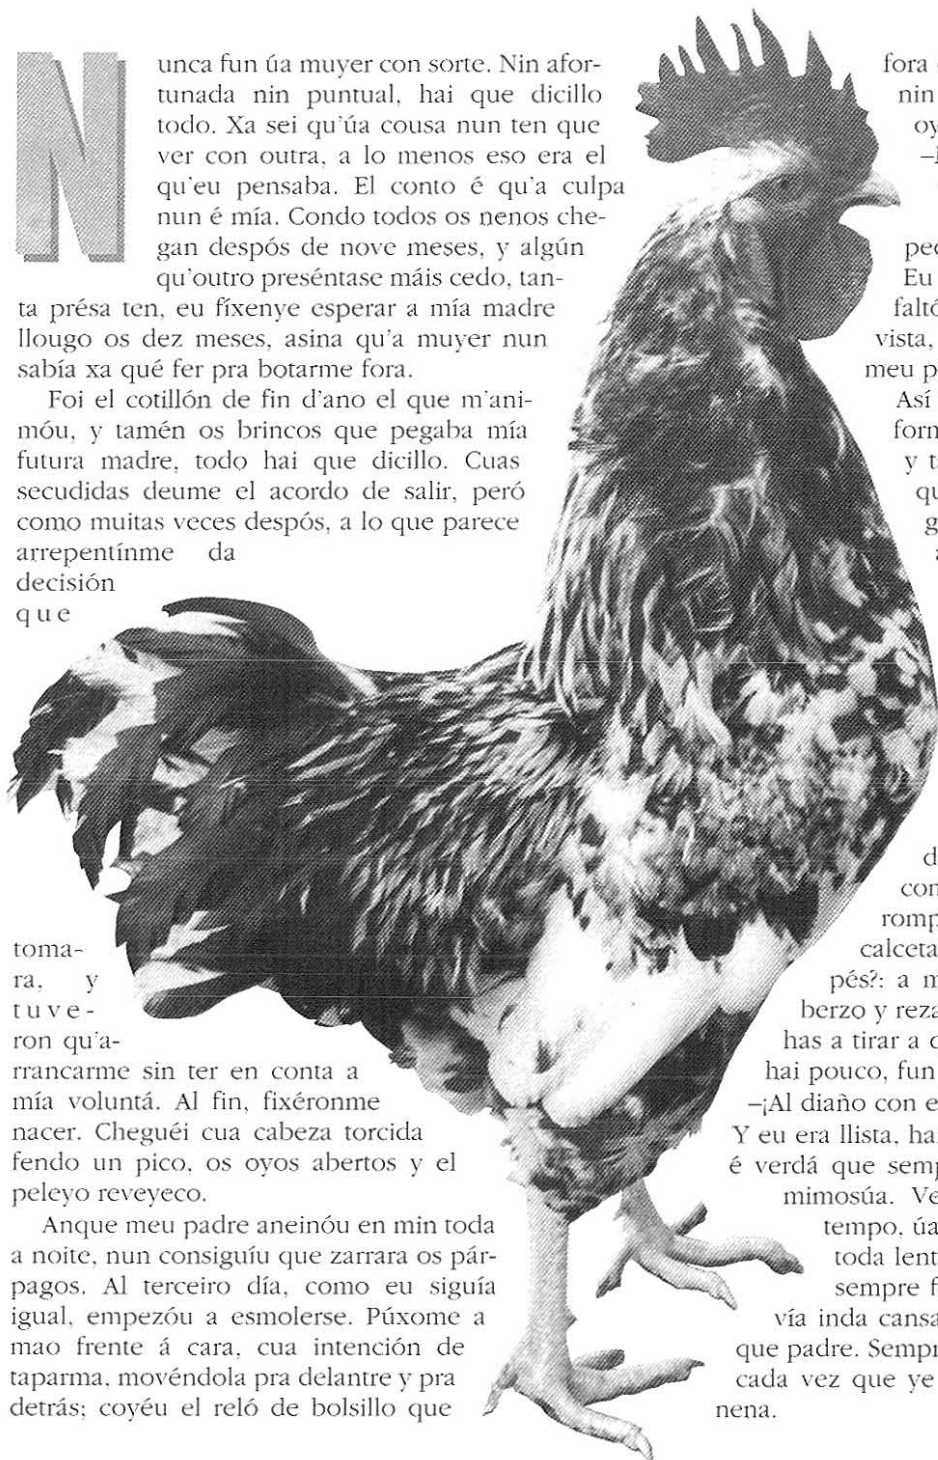 Nunca fun úa muyer con sorte. Nin afor-
tunada nin puntual, hai que dicillo
todo. Xa sei qu'úa cousa nun ten que
ver con outra, a lo menos eso era el
qu'eu pensaba. El conto é qu'a culpa
nun é mía. Condo todos os nenos che-
gan despós de nove meses, y algún
qu'outro preséntase máis cedo, tan-
ta présa ten, eu fíxenye esperar a mía madre
llougo os dez meses, asina qu'a muyer nun
sabía xa qué fer pra botarme fora.
Foi el cotillón de fin d'ano el que m'ani-
móu, y tamén os brincos que pegaba mía
futura madre, todo hai que dicillo. Cuas
secudidas deume el acordo de salir, peró
como muitas veces despós, a lo que parece
arrepentínme da
decisión
que
toma-
ra, y
tuve-
ron qu'a-
rrancarme sin ter en conta a
mía voluntá. Al fin, fixéronme
nacer. Cheguéi cua cabeza torcida
fendo un pico, os oyos abertos y el
peleyo reveyeco.
Anque meu padre aneinóu en min toda
a noite, nun consiguíu que zarrara os pár-
pagos. Al terceiro día, como eu siguía
igual, empezóu a esmolerse. Púxome a
mao frente á cara, cua intención de
taparma, movéndola pra delantre y pra
detrás; coyéu el reló de bolsillo que
fora
nin
oy
pec
Eu
faltó
vista,
meu p
Así
form
y t
qu
g
a
d
con
romp
calceta
pés?: a m
berzo y reza
has a tirar a c
hai pouco, fun
–¡Al diaño con e
Y eu era llista, ha
é verdá que semp
mimosúa. Ve
tempo, úa
toda lent
sempre f
vía inda cansa
que padre. Sempr
cada vez que ye
nena.